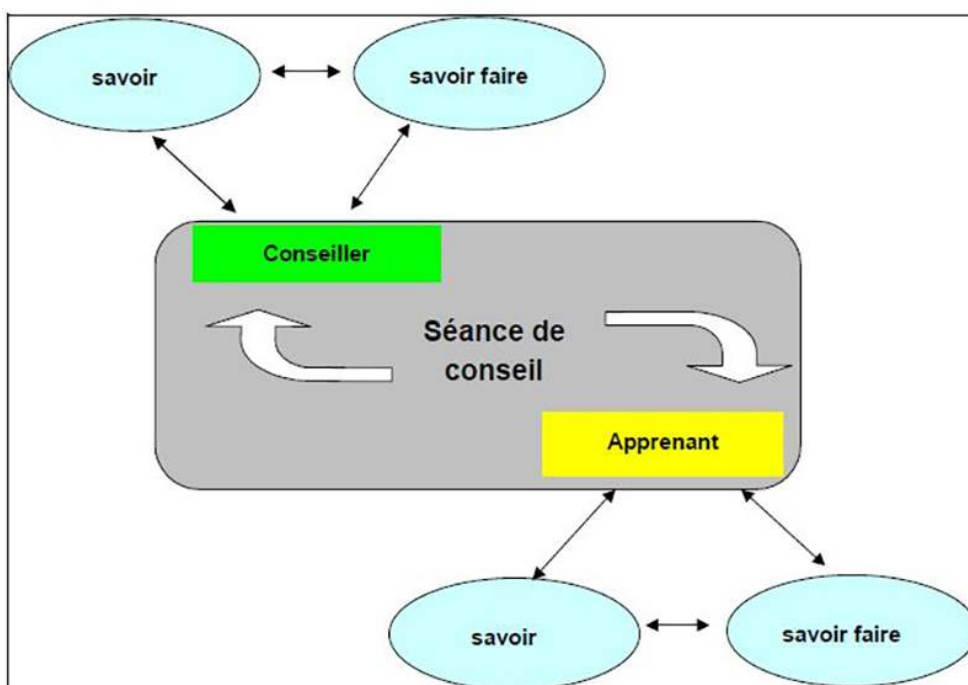 savoir
savoir faire
Conseiller
Séance de
conseil
Apprenant
savoir
savoir faire